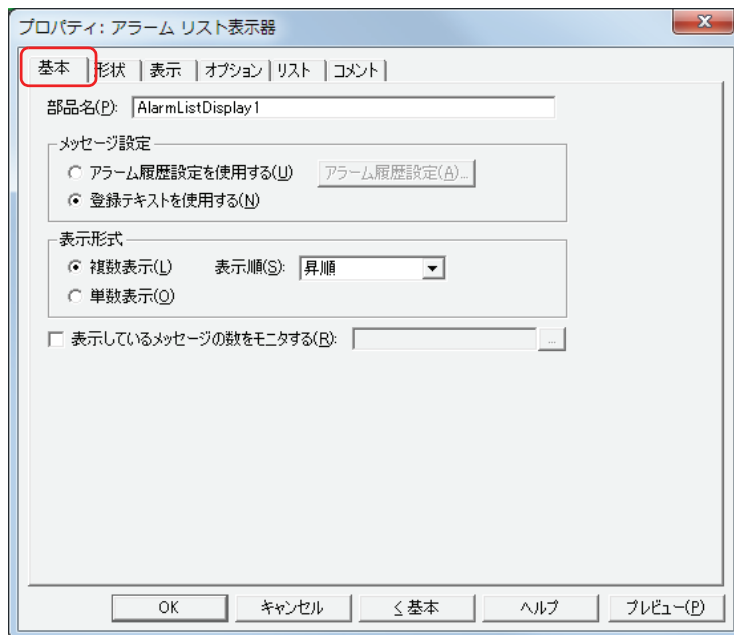 プロパティ: アラーム リスト表示器
基本 形状 表示 オプション リスト コメント
部品名(P): AlarmListDisplay1
メッセージ設定
アラーム履歴設定を使用する(U) アラーム履歴設定(A)...
登録テキストを使用する(N)
表示形式
複数表示(L) 表示順(S): 昇順
単数表示(O)
表示しているメッセージの数をモニタする(R): ...
OK キャンセル < 基本 ヘルプ プレビュー(P)